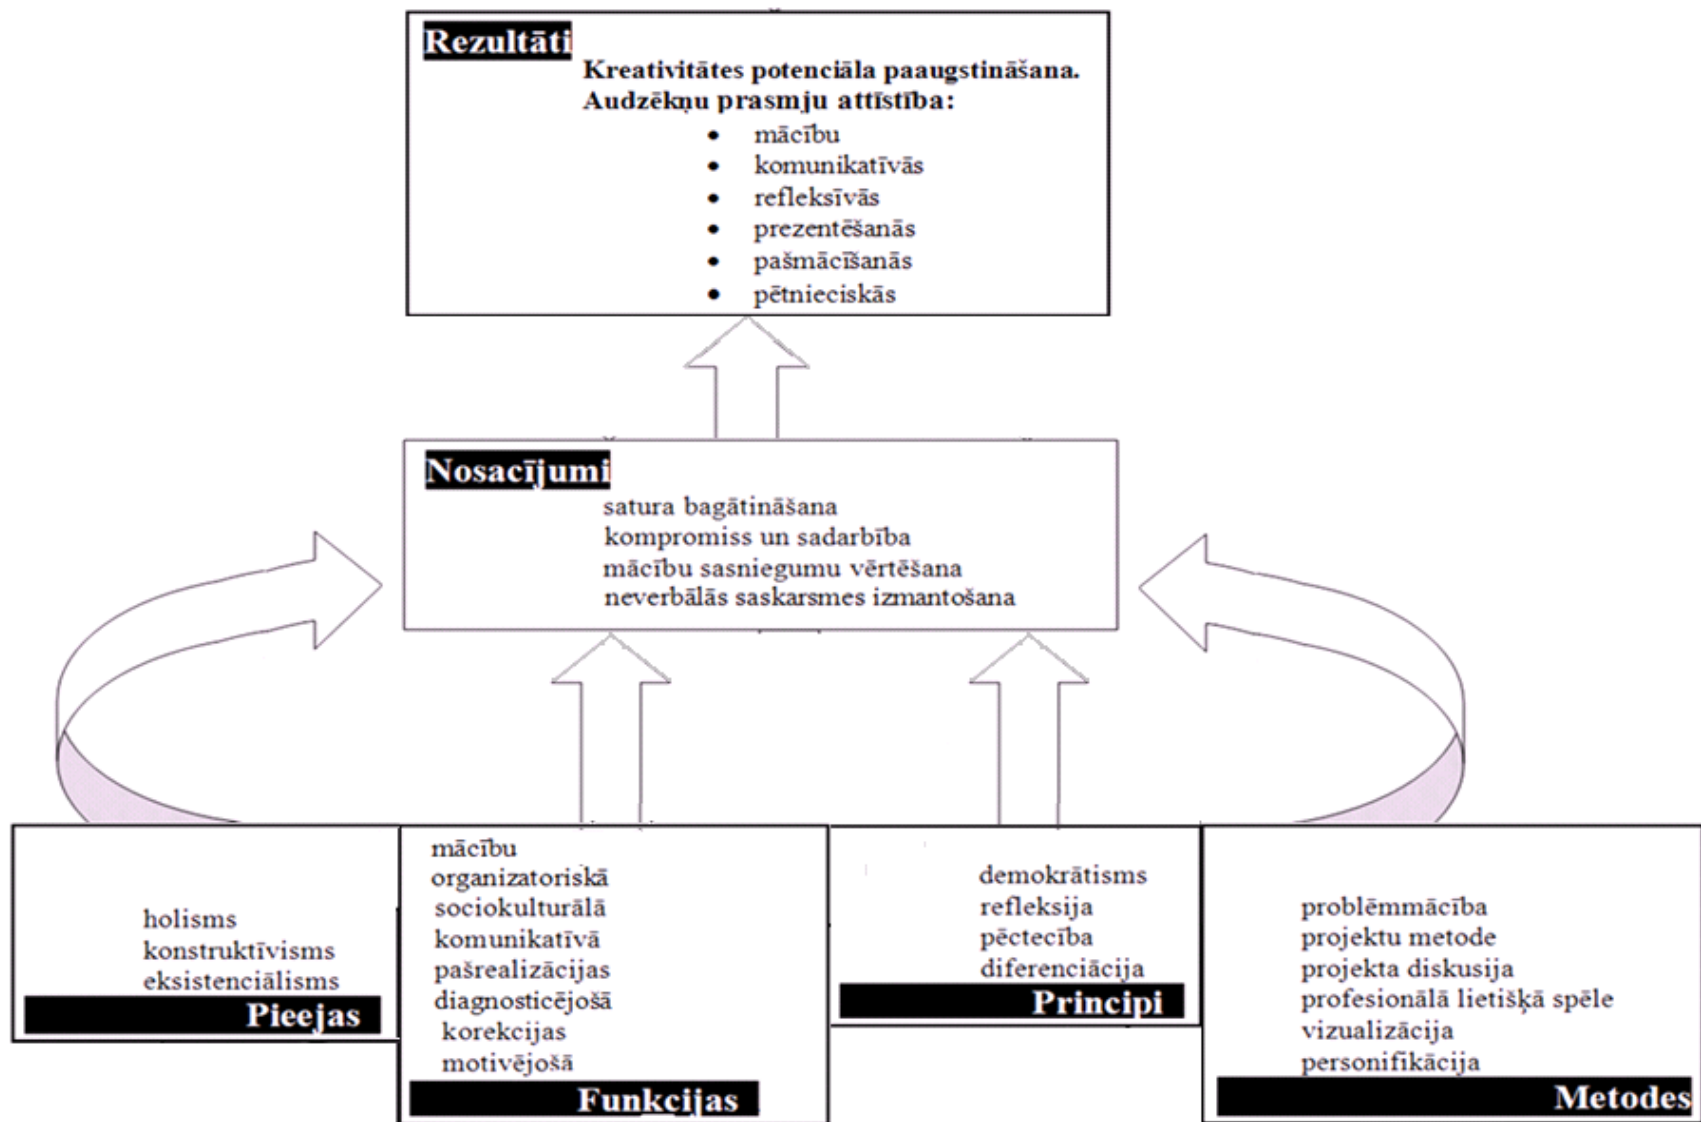 Rezultāti
Kreativitātes potenciāla paaugstināšana.
Audzēkņu prasmju attīstība:
• mācību
• komunikatīvās
• refleksīvās
• prezentēšanās
• pašmācīšanās
• pētnieciskās
Nosacījumi
satura bagātināšana
kompromiss un sadarbība
mācību sasniegumu vērtēšana
neverbālās saskarsmes izmantošana
holisms
konstruktīvisms
eksistenciālisms
Pieejas
mācību
organizatoriskā
sociokulturālā
komunikatīvā
pašrealizācijas
diagnosticējošā
korekcijas
motivējošā
Funkcijas
demokrātisms
refleksija
pēctecība
diferenciācija
Principi
problēmmācība
projektu metode
projekta diskusija
profesionālā lietišķā spēle
vizualizācija
personifikācija
Metodes